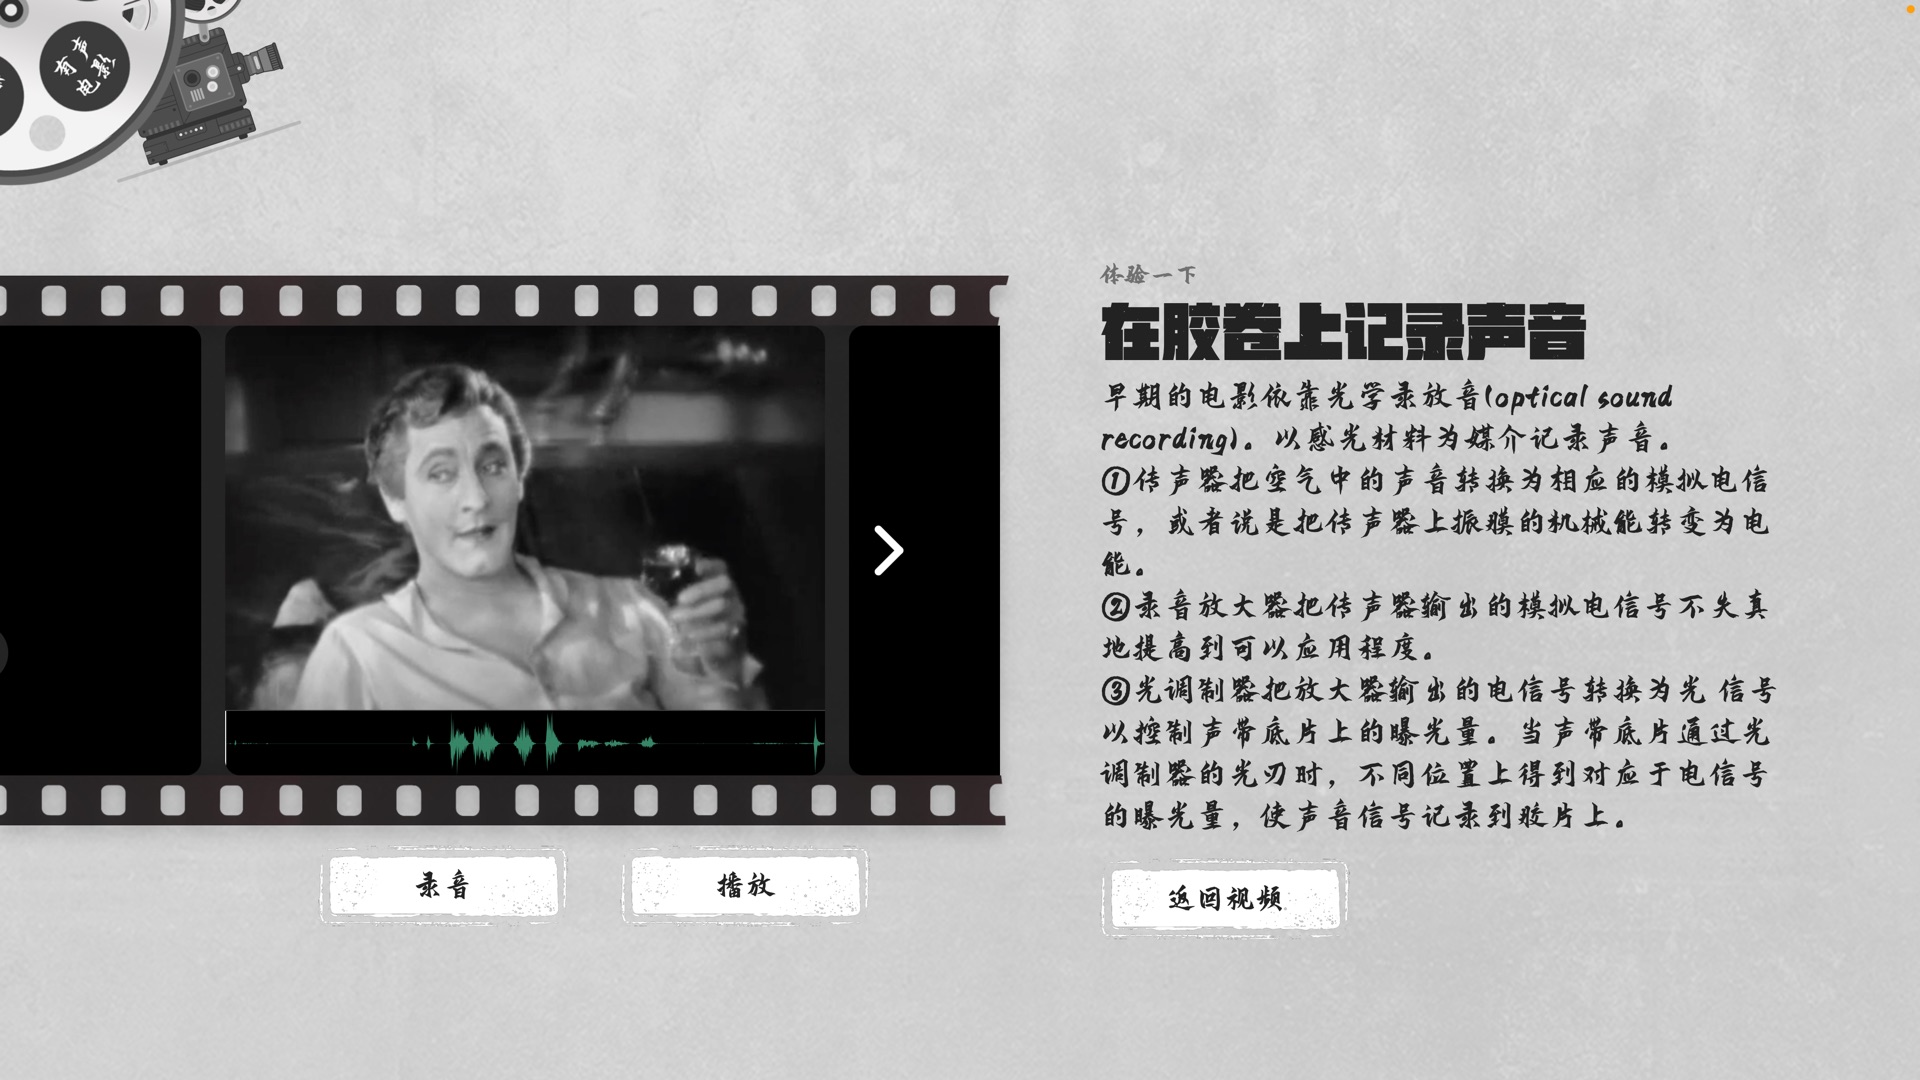 有声
电影
体验一下
在胶卷上记录声音
早期的电影依靠光学录放音(optical sound
recording)。以感光材料为媒介记录声音。
①传声器把空气中的声音转换为相应的模拟电信
号，或者说是把传声器上振膜的机械能转变为电
能。
②录音放大器把传声器输出的模拟电信号不失真
地提高到可以应用程度。
③光调制器把放大器输出的电信号转换为光 信号
以控制声带底片上的曝光量。当声带底片通过光
调制器的光刃时，不同位置上得到对应于电信号
的曝光量，使声音信号记录到胶片上。
录音
播放
返回视频